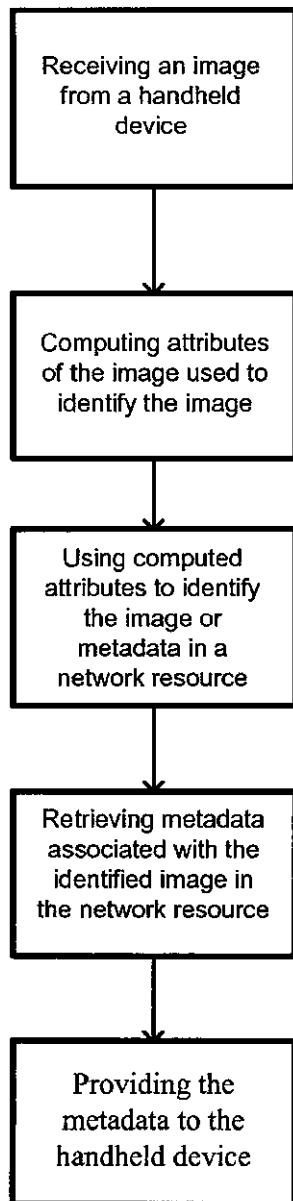 Receiving an image
from a handheld
device
Computing attributes
of the image used to
identify the image
Using computed
attributes to identify
the image or
metadata in a
network resource
Retrieving metadata
associated with the
identified image in
the network resource
Providing the
metadata to the
handheld device